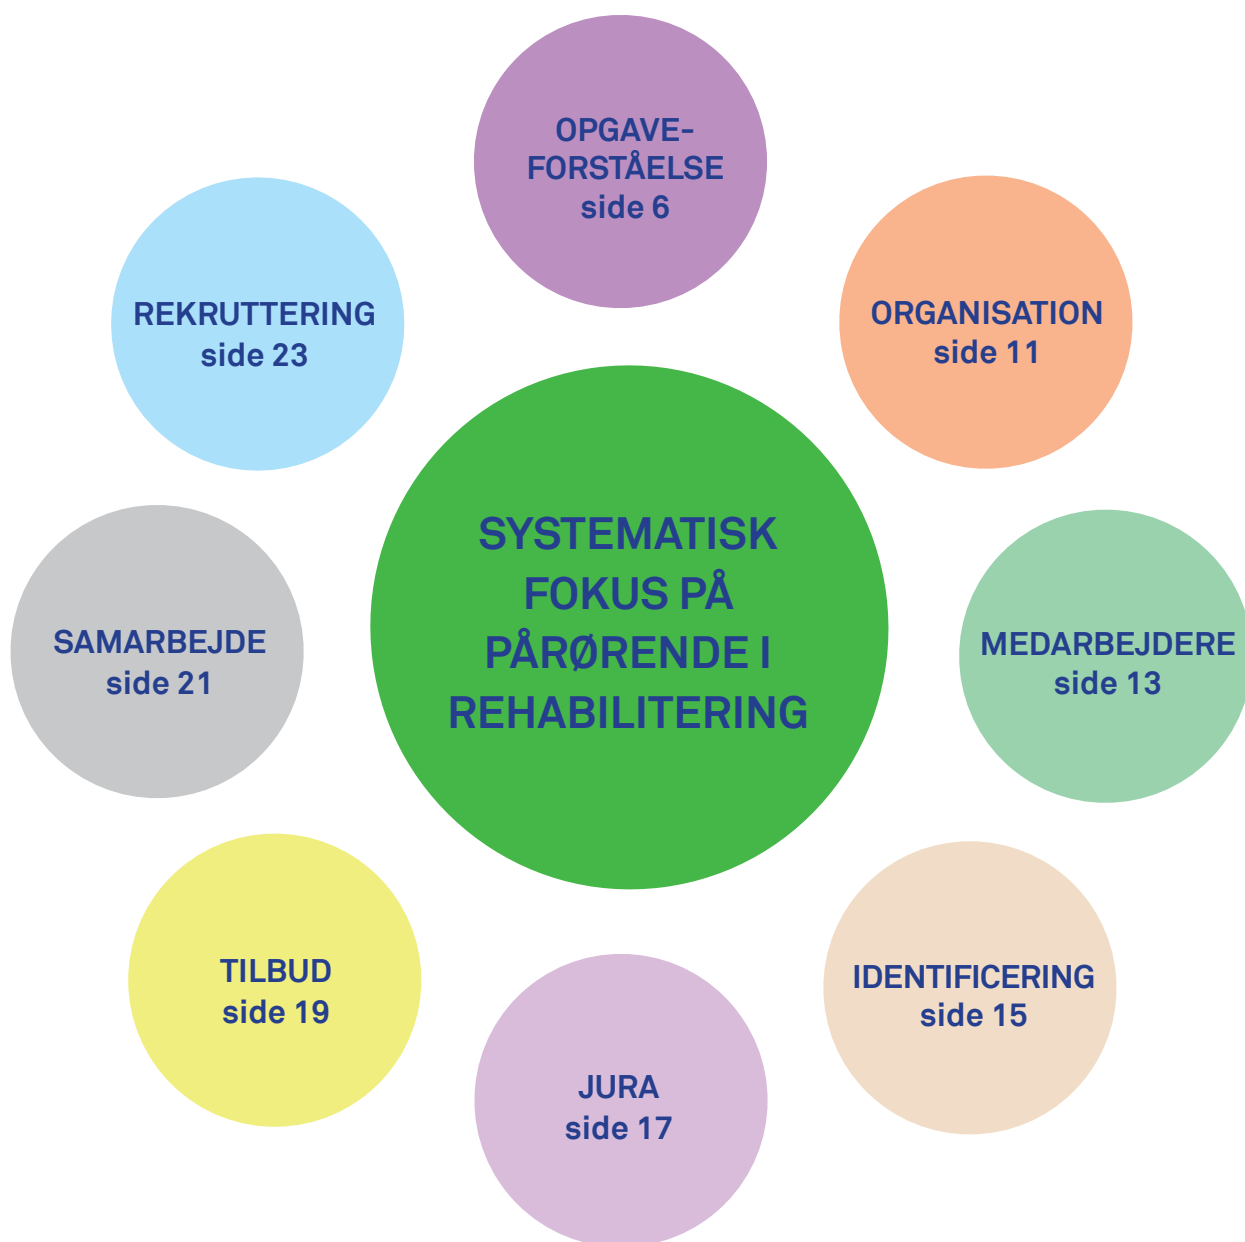 OPGAVE-
FORSTÅELSE
side 6
ORGANISATION
side 11
MEDARBEJDERE
side 13
IDENTIFICERING
side 15
JURA
side 17
TILBUD
side 19
SAMARBEJDE
side 21
REKRUTTERING
side 23
SYSTEMATISK
FOKUS PÅ
PÅRØRENDE I
REHABILITERING